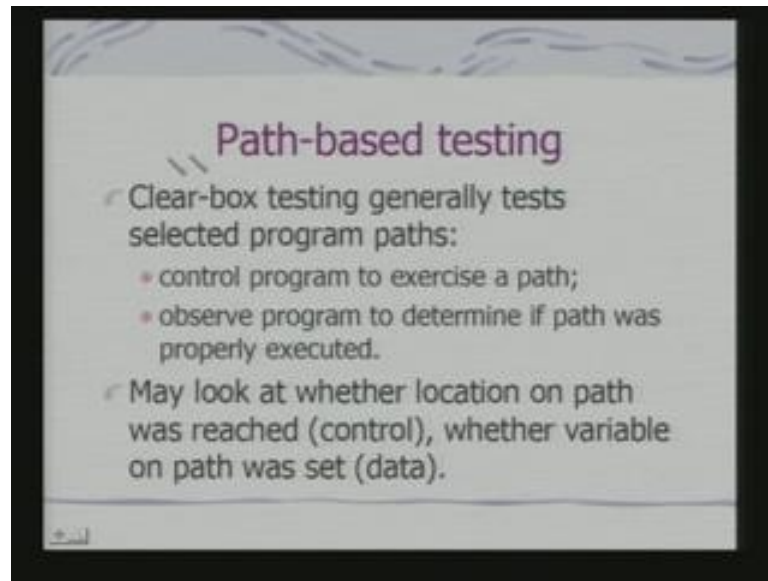 Path-based testing
Clear-box testing generally tests
selected program paths:
control program to exercise a path;
observe program to determine if path was
properly executed.
May look at whether location on path
was reached (control), whether variable
on path was set (data).